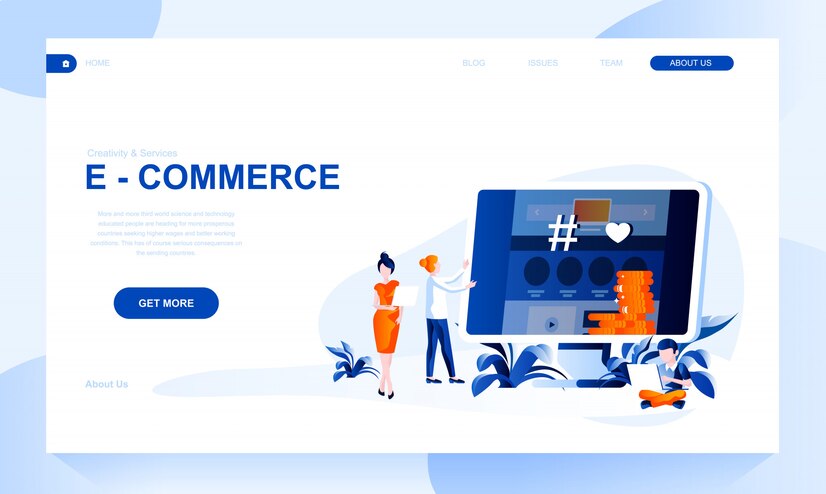 HOME
BLOG
ISSUES
TEAM
ABOUT US
Creativity & Services
E - COMMERCE
More and more third world science and technology
educated people are heading for more prosperous
countries seeking higher wages and better working
conditions. This has of course serious consequences on
the sending countries
GET MORE
#
About Us